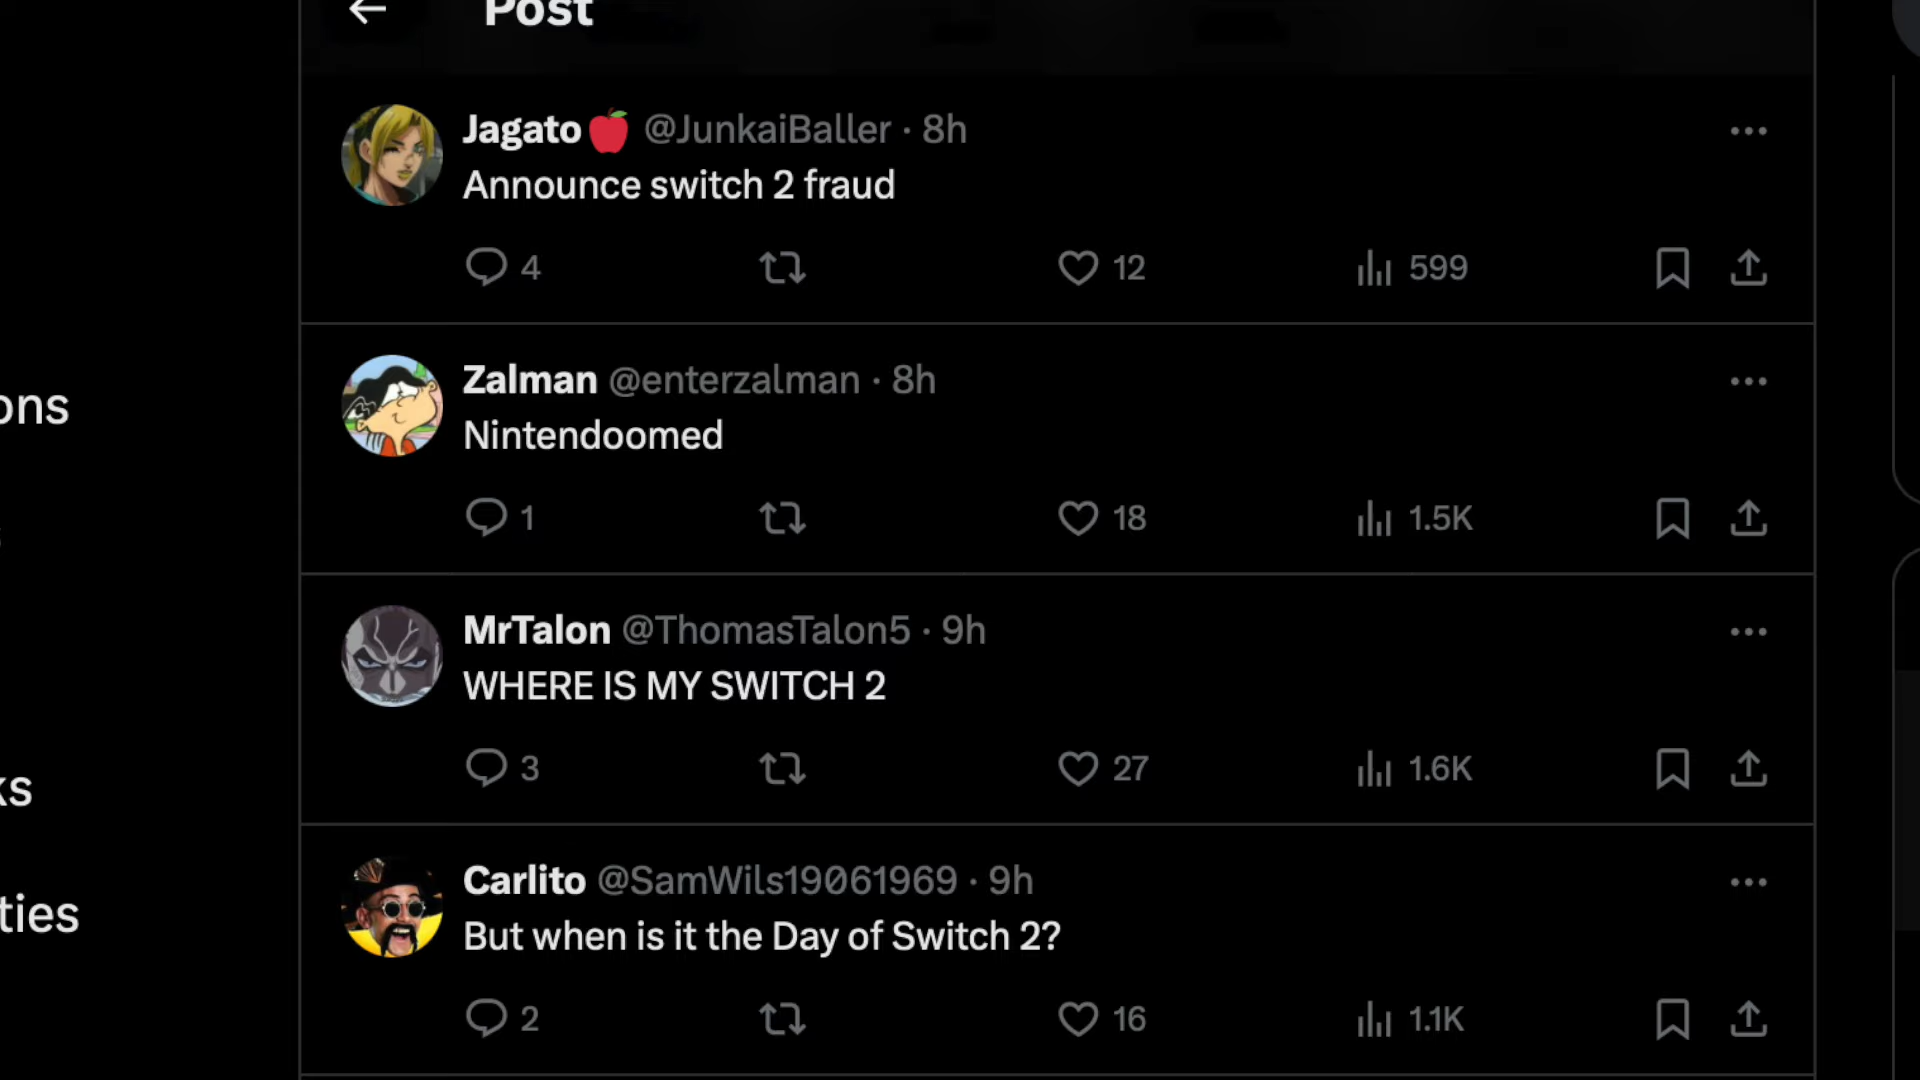 Post
Jagato🍎 @JunkaiBaller · 8h
Announce switch 2 fraud
4 12 599
Zalman @enterzalman · 8h
Nintendoomed
1 18 1.5K
ons
MrTalon @ThomasTalon5 · 9h
WHERE IS MY SWITCH 2
3 27 1.6K
ks
Carlito @SamWils19061969 · 9h
But when is it the Day of Switch 2?
ties
2 16 1.1K